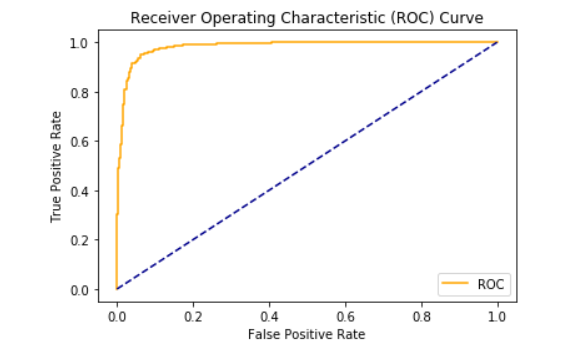 Receiver Operating Characteristic (ROC) Curve
1.0
0.8
0.6
0.4
0.2
0.0
True Positive Rate
ROC
0.0 0.2 0.4 0.6 0.8 1.0
False Positive Rate